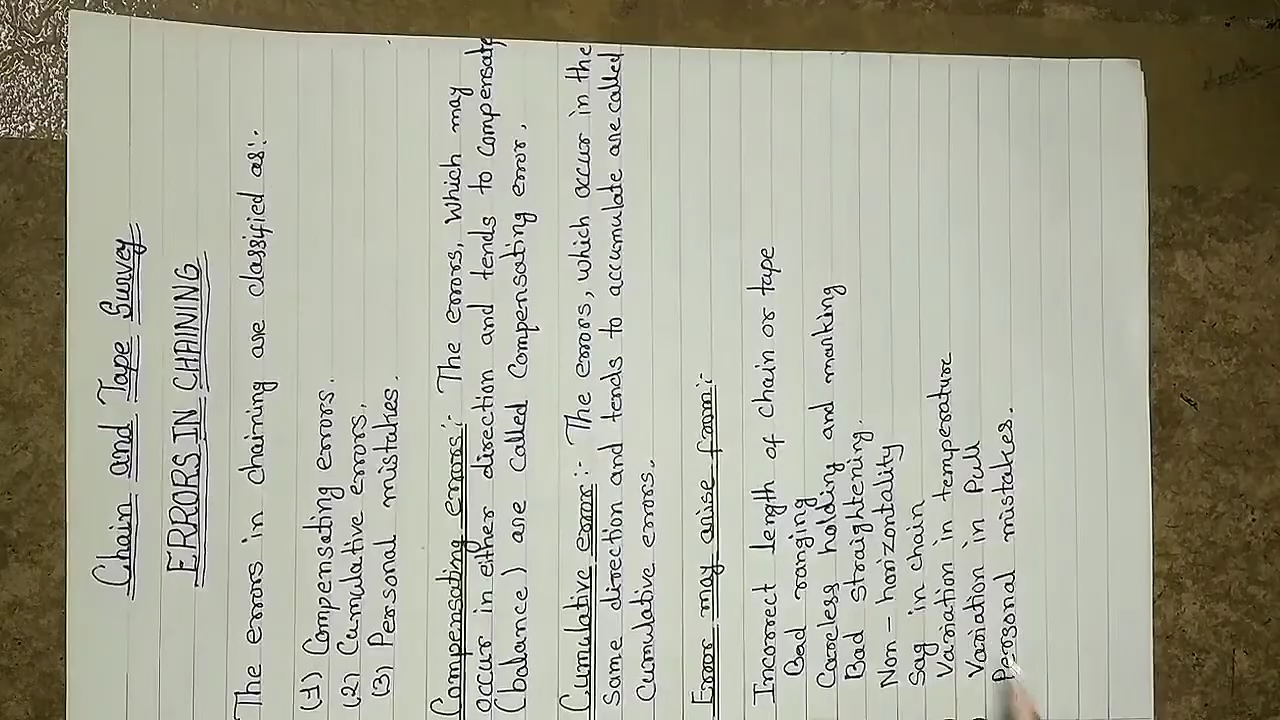 Chain and Tape Survey
ERRORS IN CHAINING
The errors in chaining are classified as:-
(1) Compensating errors.
(2) Cumulative errors.
(3) Personal mistakes.
Compensating errors:- The errors, which may
occur in either direction and tends to compensate
(balance) are called Compensating error.
Cumulative error:- The errors, which occur in the
same direction and tends to accumulate are called
Cumulative errors.
Error may arise from:-
Incorrect length of chain or tape
Bad ranging
Careless holding and marking
Bad straightening.
Non-horizontality
Sag in chain
Variation in temperature
Variation in Pull
Personal mistakes.